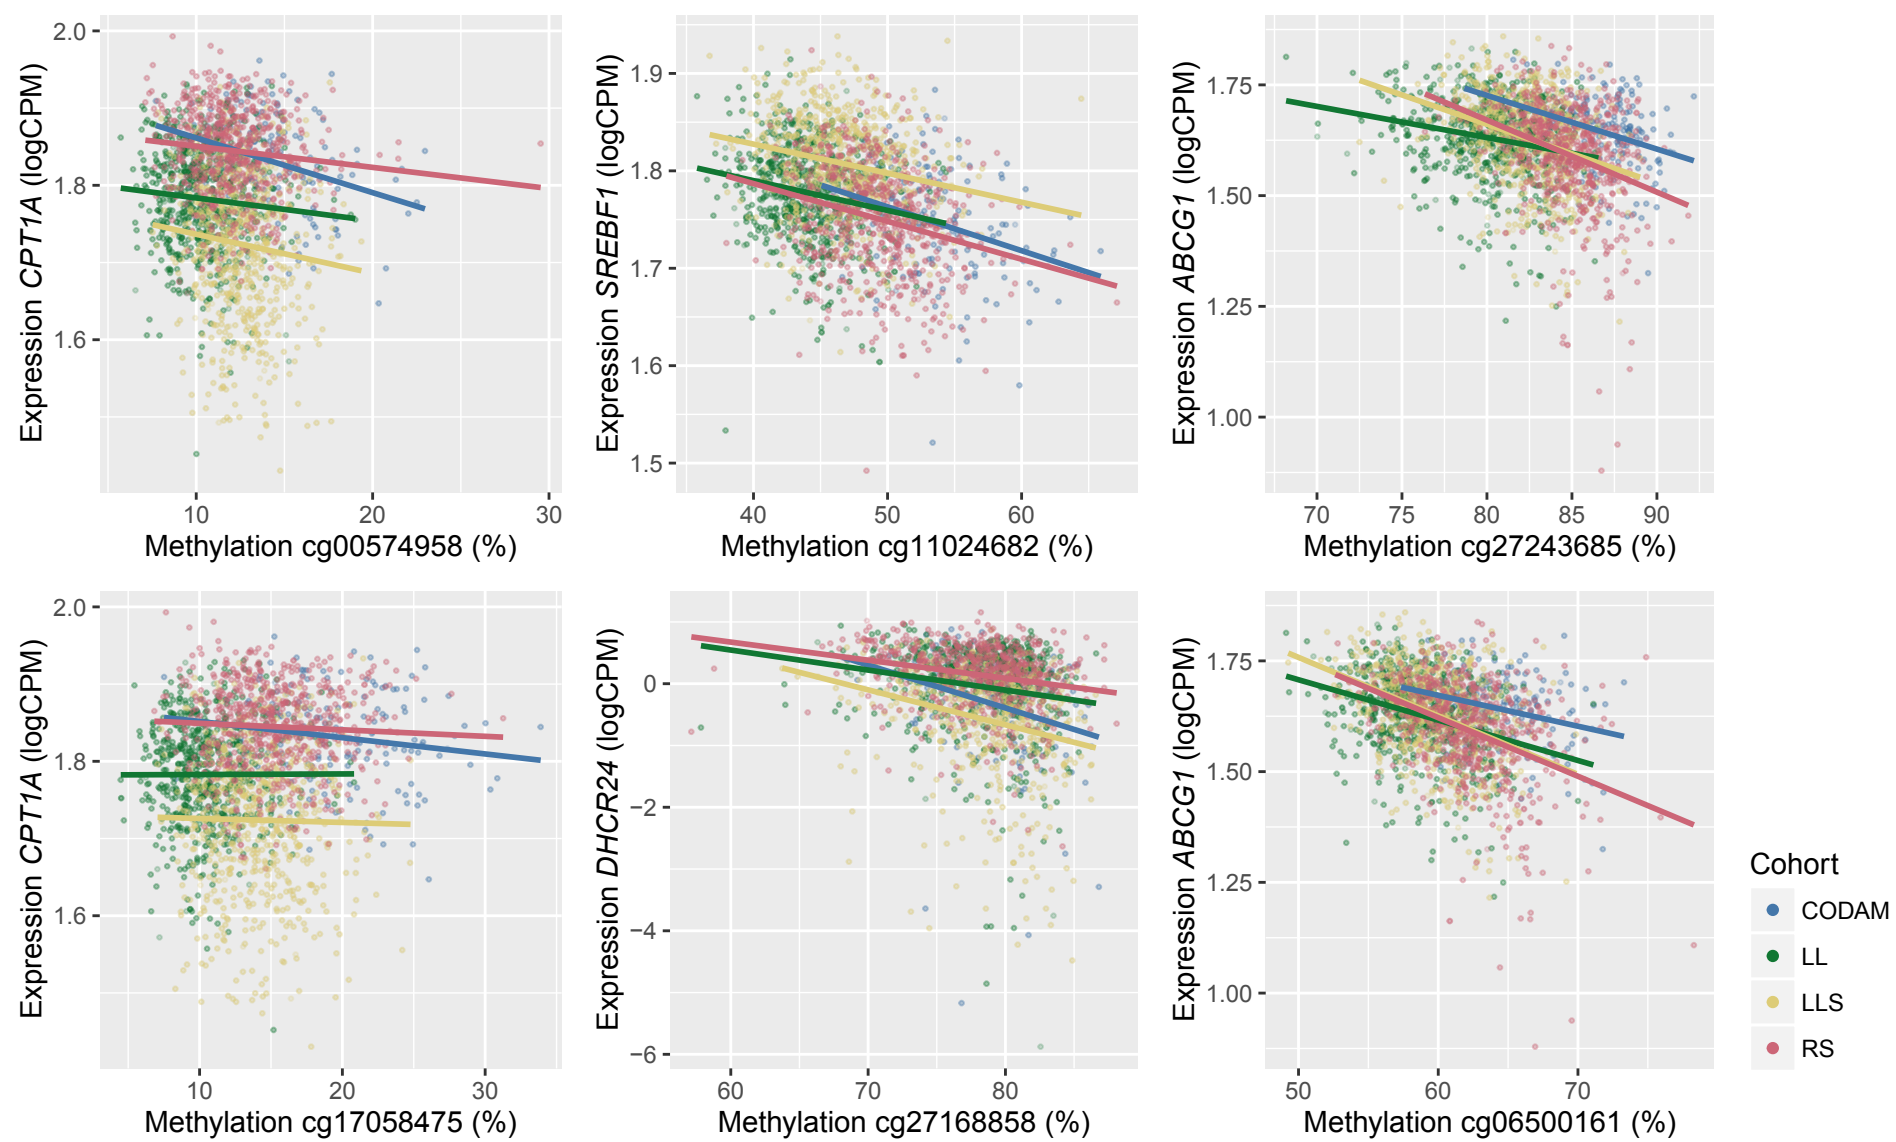 Expression CPT1A (logCPM)
2.0
1.8
1.6
10 20 30
Methylation cg00574958 (%)
Expression SREBF1 (logCPM)
1.9
1.8
1.7
1.6
1.5
40 50 60
Methylation cg11024682 (%)
Expression ABCG1 (logCPM)
1.75
1.50
1.25
1.00
70 75 80 85 90
Methylation cg27243685 (%)
Expression CPT1A (logCPM)
2.0
1.8
1.6
10 20 30
Methylation cg17058475 (%)
Expression DHCR24 (logCPM)
0
−2
−4
−6
60 70 80
Methylation cg27168858 (%)
Expression ABCG1 (logCPM)
1.75
1.50
1.25
1.00
50 60 70
Methylation cg06500161 (%)
Cohort
CODAM
LL
LLS
RS